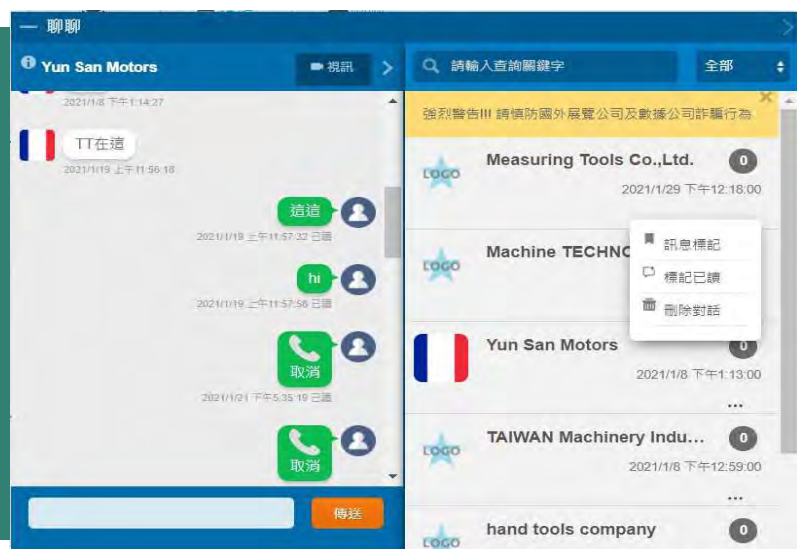 聊聊
Yun San Motors
視訊
2021/1/8 下午1:14:27
TT在這
2021/1/19 上午11:56:18
這這
2021/1/19 上午11:57:32 已讀
hi
2021/1/19 上午11:57:56 已讀
取消
2021/1/21 下午5:35:19 已讀
取消
傳送
請輸入查詢關鍵字
全部
強烈警告!!! 請慎防國外展覽公司及數據公司詐騙行為
LOGO
Measuring Tools Co.,Ltd.
0
2021/1/29 下午12:18:00
LOGO
Machine TECHNO
訊息標記
標記已讀
刪除對話
Yun San Motors
0
2021/1/8 下午1:13:00
...
LOGO
TAIWAN Machinery Indu...
0
2021/1/8 下午12:59:00
...
LOGO
hand tools company
0